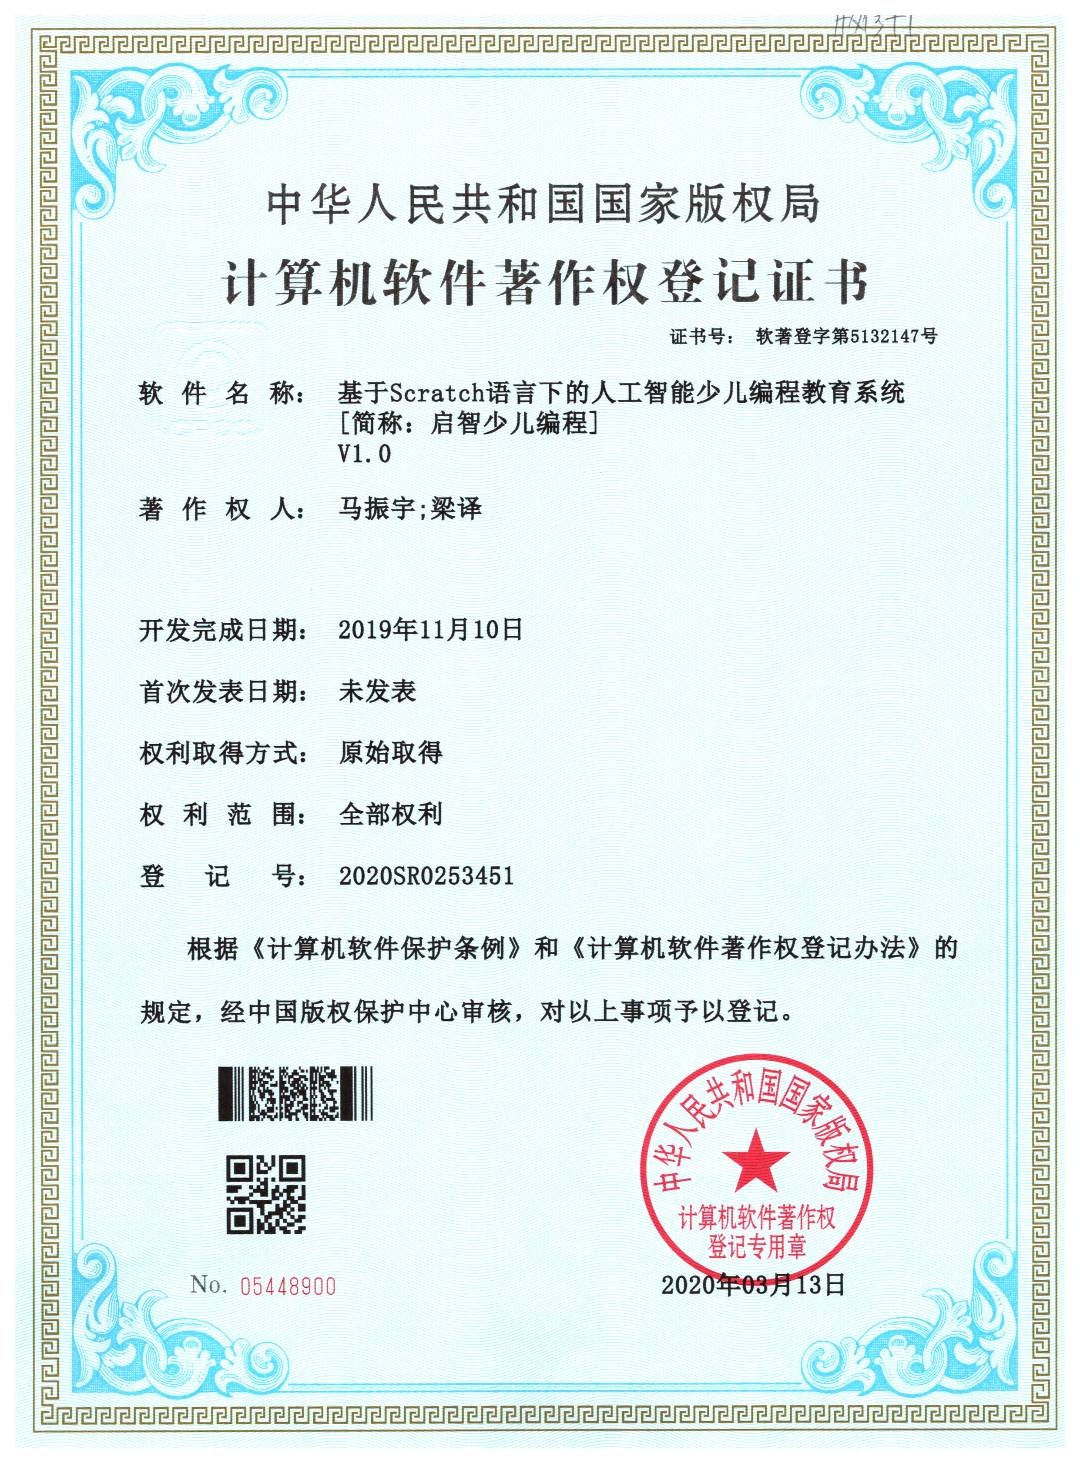 中华人民共和国国家版权局
计算机软件著作权登记证书
证书号： 软著登字第5132147号
软件名称： 基于Scratch语言下的人工智能少儿编程教育系统
[简称：启智少儿编程]
V1.0
著作权人： 马振宇;梁译
开发完成日期： 2019年11月10日
首次发表日期： 未发表
权利取得方式： 原始取得
权利范围： 全部权利
登记号： 2020SR0253451
根据《计算机软件保护条例》和《计算机软件著作权登记办法》的
规定，经中国版权保护中心审核，对以上事项予以登记。
中华人民共和国国家版权局
计算机软件著作权
登记专用章
No. 05448900
2020年03月13日